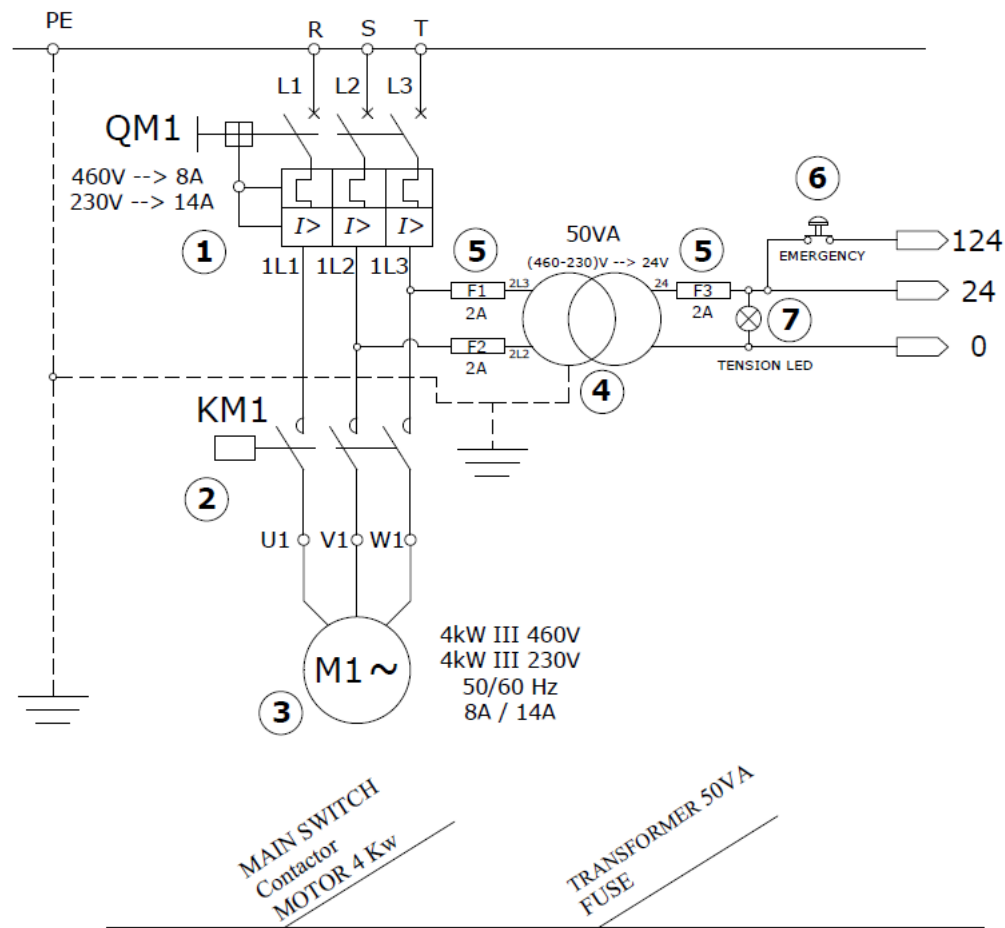 PE
R S T
L1 L2 L3
QM1
460V --> 8A
230V --> 14A
I> I> I>
1
1L1 1L2 1L3
5
F1
2A
2L3
F2
2A
2L2
50VA
(460-230)V --> 24V
4
24
5
F3
2A
6
EMERGENCY
7
TENSION LED
124
24
0
KM1
2
U1 V1 W1
M1 ~
3
4kW III 460V
4kW III 230V
50/60 Hz
8A / 14A
MAIN SWITCH
Contactor
MOTOR 4 Kw
TRANSFORMER 50VA
FUSE